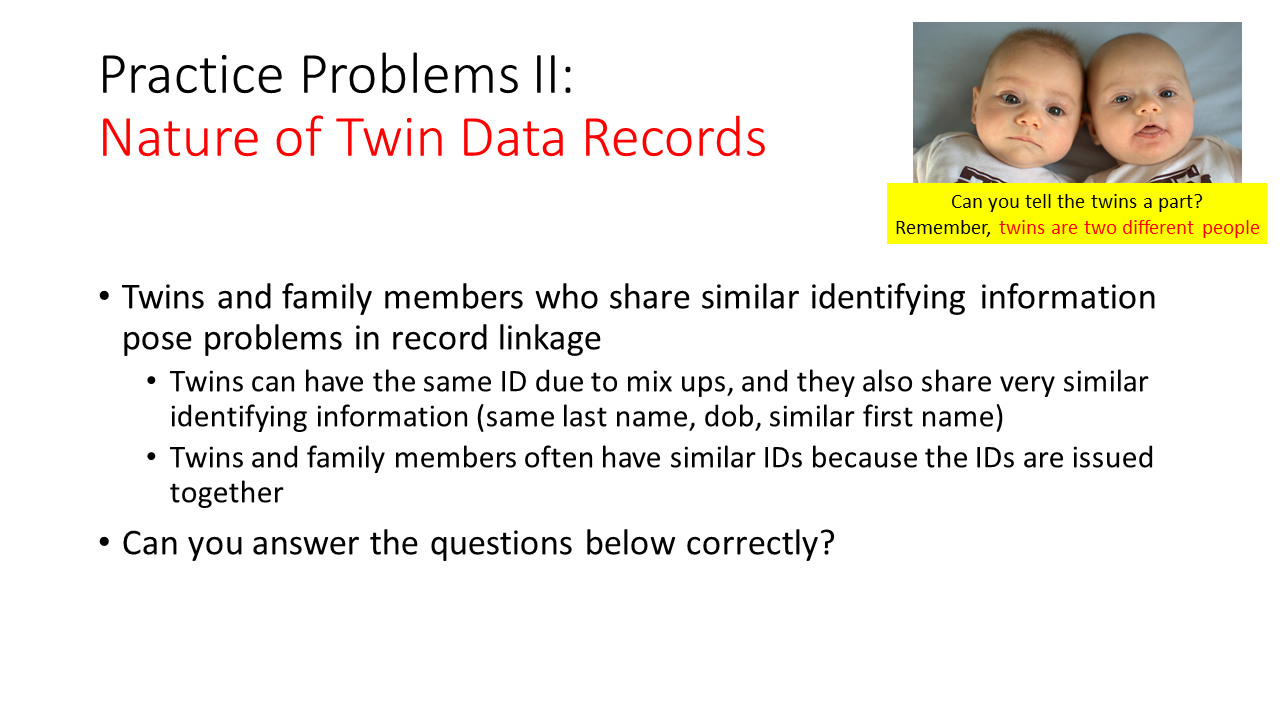 Practice Problems II:
Nature of Twin Data Records
Can you tell the twins a part?
Remember, twins are two different people
• Twins and family members who share similar identifying information
pose problems in record linkage
• Twins can have the same ID due to mix ups, and they also share very similar
identifying information (same last name, dob, similar first name)
• Twins and family members often have similar IDs because the IDs are issued
together
• Can you answer the questions below correctly?